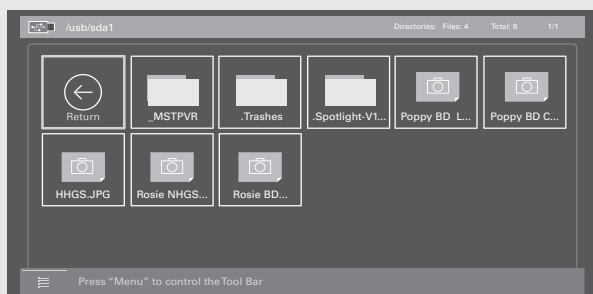 /usb/sda1 Directories: Files: 4 Total: 8 1/1
Return _MSTPVR .Trashes .Spotlight-V1... Poppy BD L... Poppy BD C...
HHGS.JPG Rosie NHGS... Rosie BD...
Press “Menu” to control the Tool Bar